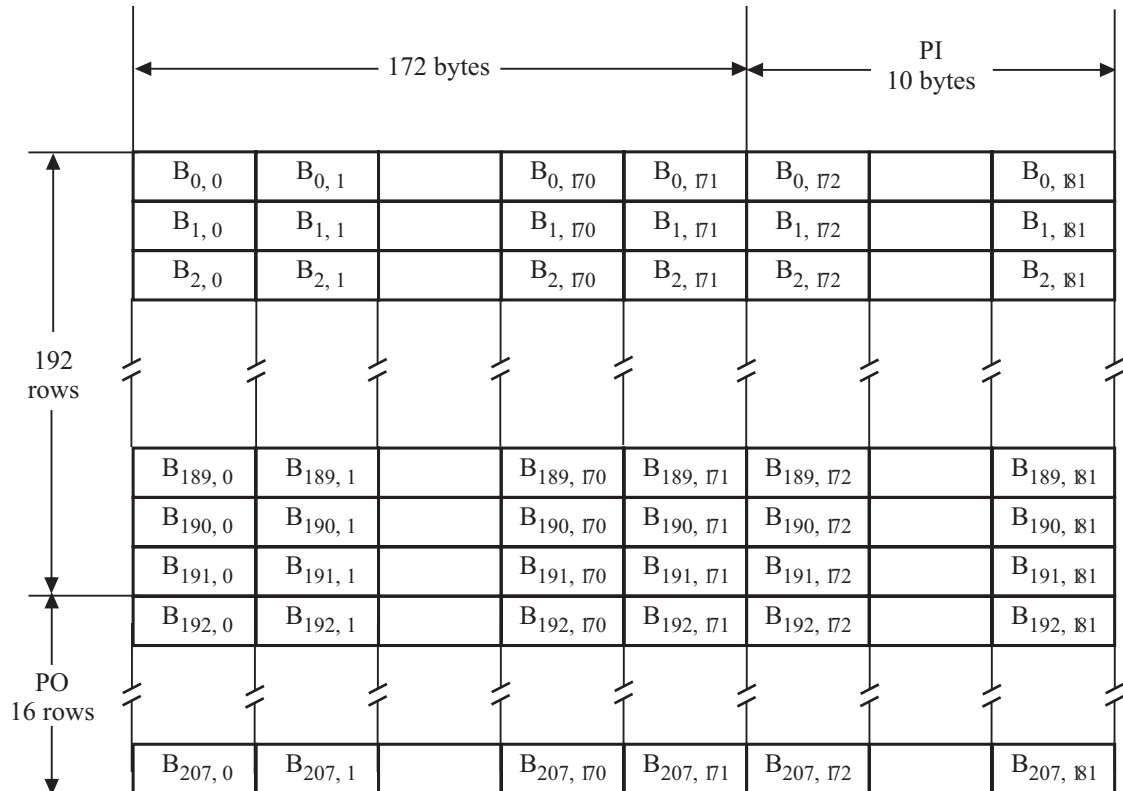 172 bytes
PI
10 bytes
B0, 0 B0, 1 B0, 170 B0, 171 B0, 172 B0, 181
B1, 0 B1, 1 B1, 170 B1, 171 B1, 172 B1, 181
B2, 0 B2, 1 B2, 170 B2, 171 B2, 172 B2, 181
192
rows
B189, 0 B189, 1 B189, 170 B189, 171 B189, 172 B189, 181
B190, 0 B190, 1 B190, 170 B190, 171 B190, 172 B190, 181
B191, 0 B191, 1 B191, 170 B191, 171 B191, 172 B191, 181
B192, 0 B192, 1 B192, 170 B192, 171 B192, 172 B192, 181
PO
16 rows
B207, 0 B207, 1 B207, 170 B207, 171 B207, 172 B207, 181